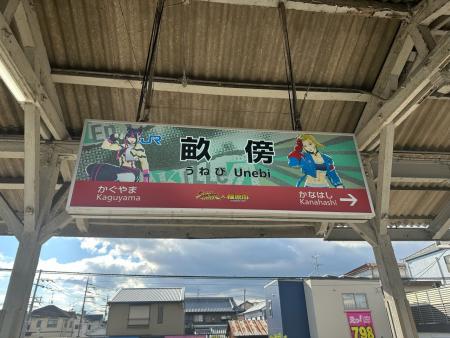 JR
畝傍
うねび Unebi
かぐやま
Kaguyama
かなはし
Kanahashi
798